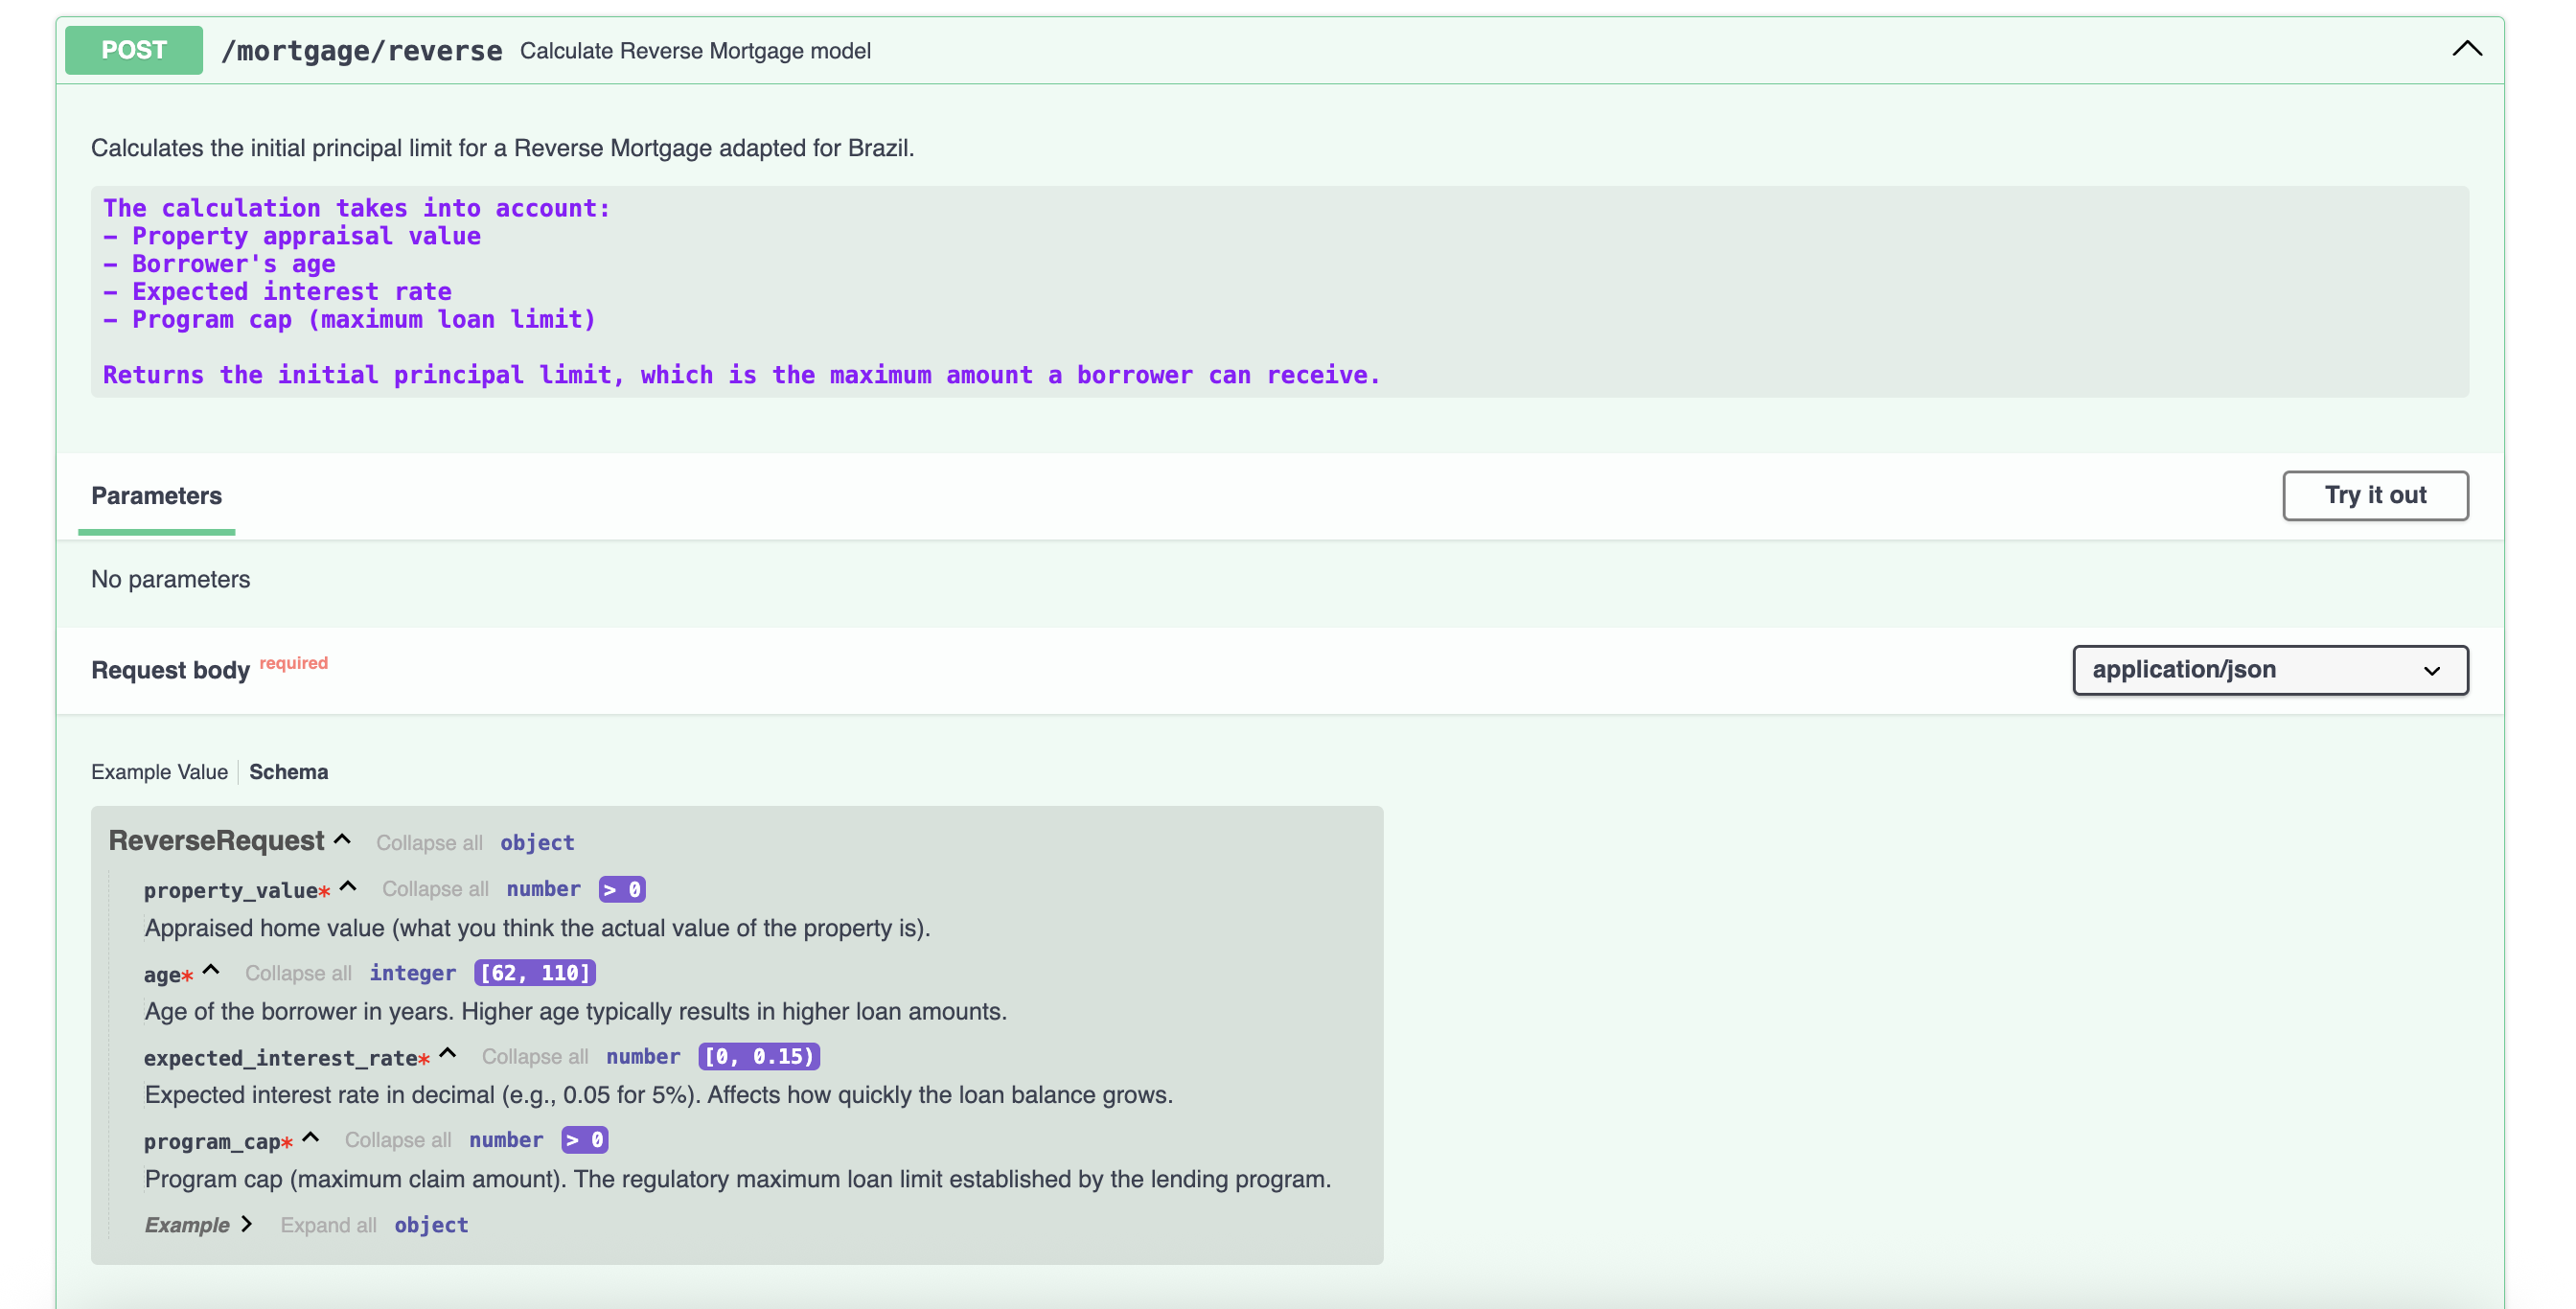 POST /mortgage/reverse Calculate Reverse Mortgage model
Calculates the initial principal limit for a Reverse Mortgage adapted for Brazil.
The calculation takes into account:
– Property appraisal value
– Borrower's age
– Expected interest rate
– Program cap (maximum loan limit)
Returns the initial principal limit, which is the maximum amount a borrower can receive.
Parameters
Try it out
No parameters
Request body required
application/json
Example Value Schema
ReverseRequest Collapse all object
property_value* Collapse all number > 0
Appraised home value (what you think the actual value of the property is).
age* Collapse all integer [62, 110]
Age of the borrower in years. Higher age typically results in higher loan amounts.
expected_interest_rate* Collapse all number [0, 0.15)
Expected interest rate in decimal (e.g., 0.05 for 5%). Affects how quickly the loan balance grows.
program_cap* Collapse all number > 0
Program cap (maximum claim amount). The regulatory maximum loan limit established by the lending program.
Example Expand all object